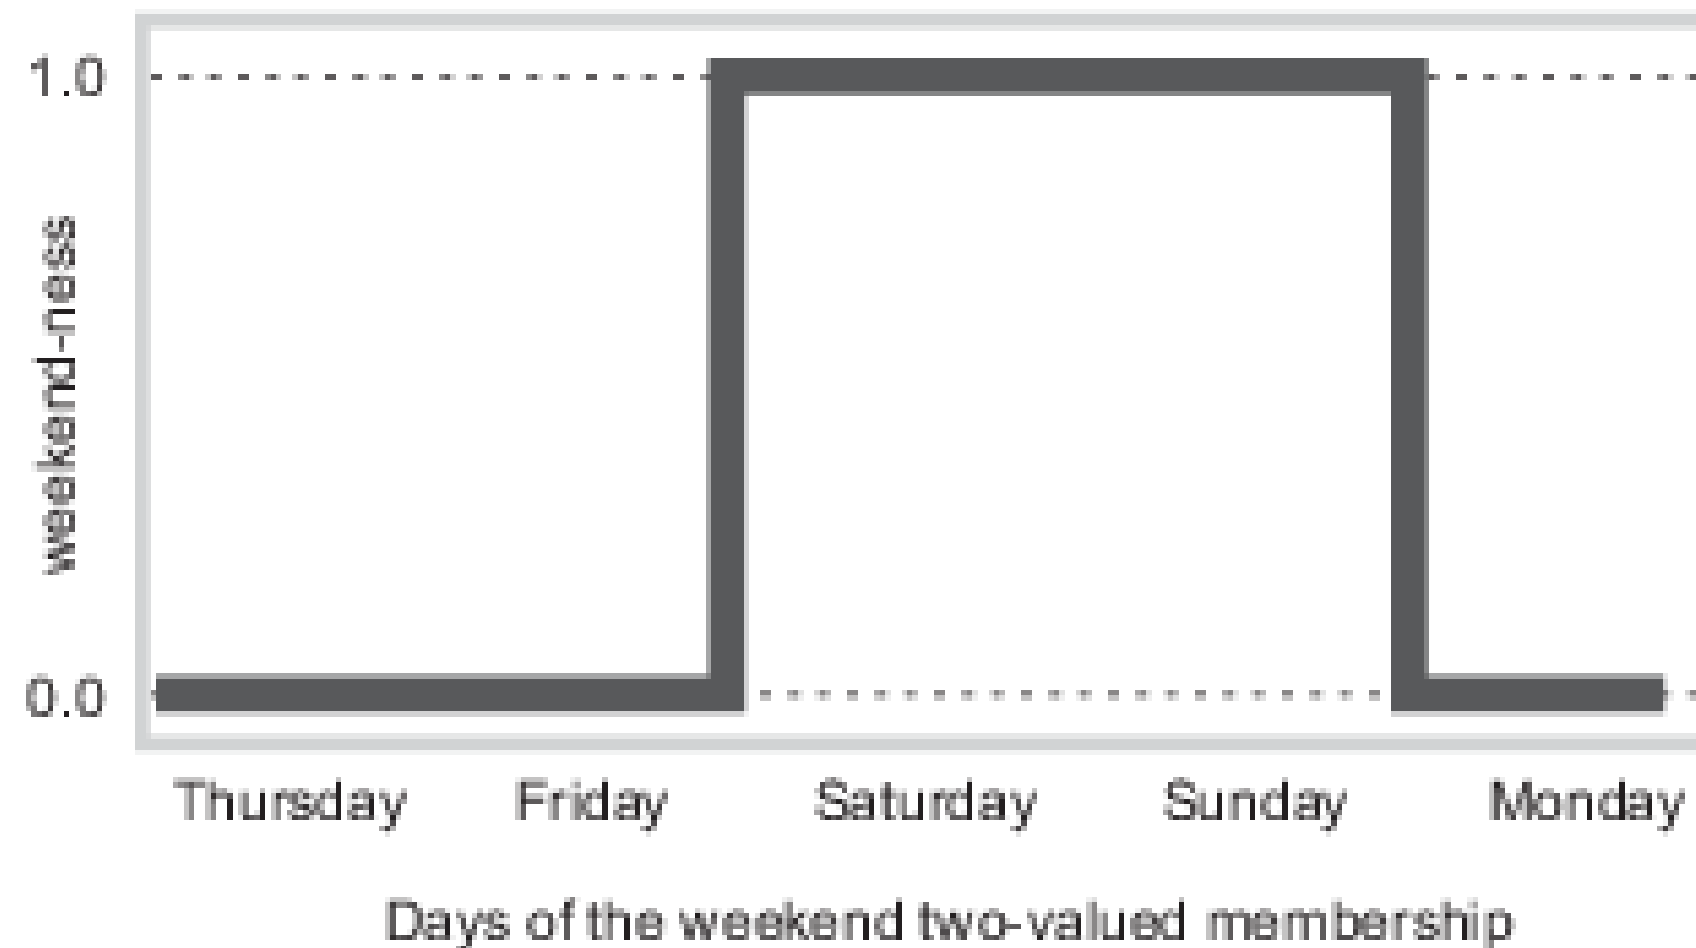 1.0
weekend-ness
0.0
Thursday Friday Saturday Sunday Monday
Days of the weekend two-valued membership